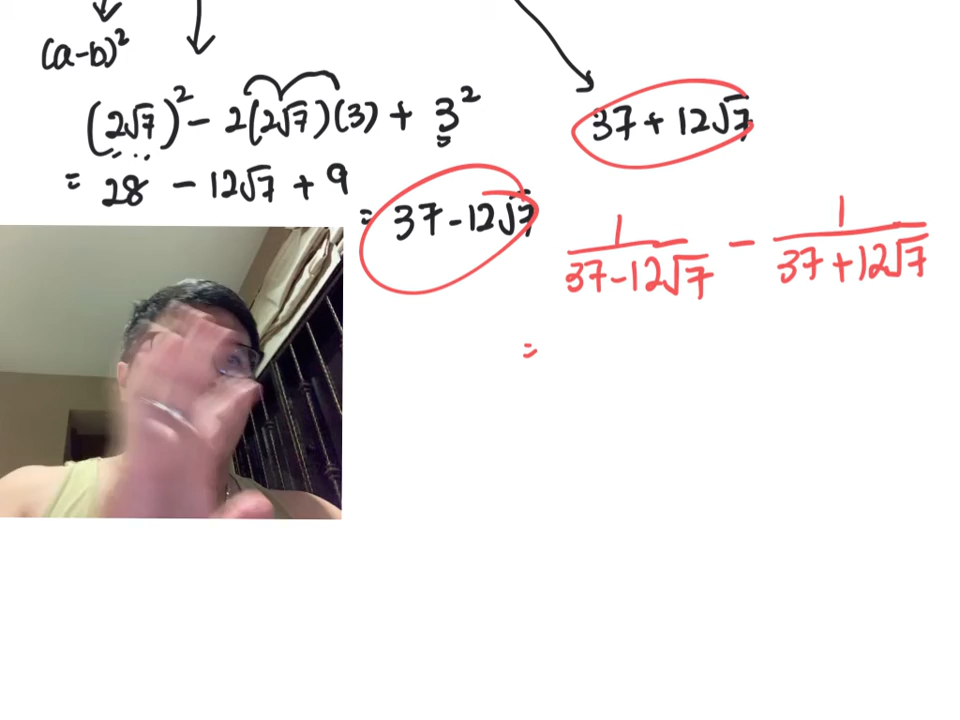 (a-b)²
(2√7)² - 2(2√7)(3) + 3²
= 28 - 12√7 + 9
= 37 - 12√7
37 + 12√7
1/(37-12√7) - 1/(37+12√7)
=